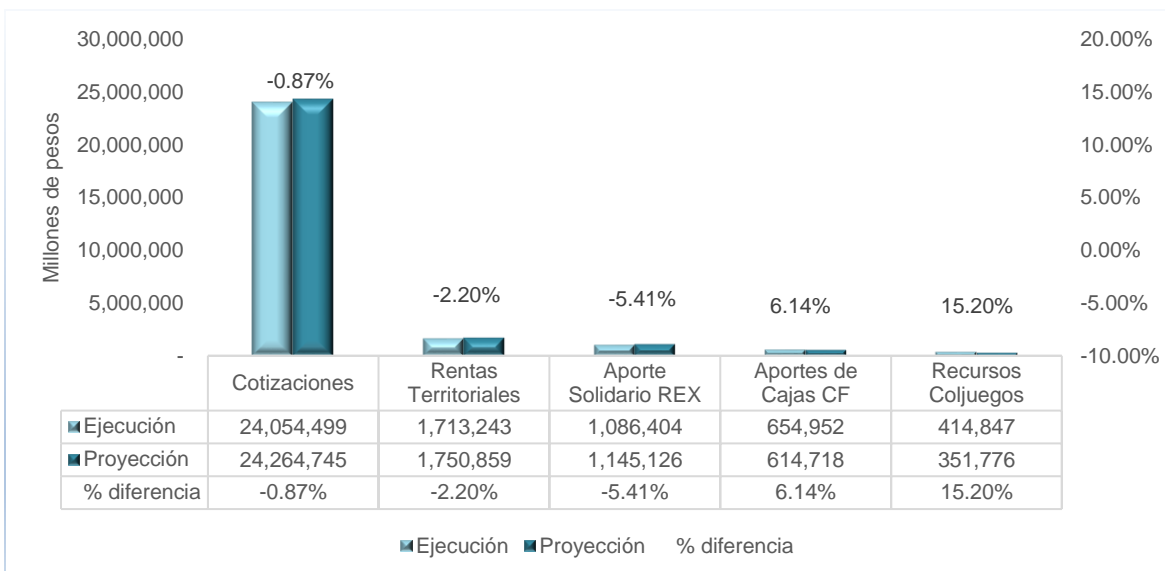 30,000,000
25,000,000
20,000,000
15,000,000
10,000,000
5,000,000
-
Millones de pesos
20.00%
15.00%
10.00%
5.00%
0.00%
-5.00%
-10.00%
-0.87%
-2.20%
-5.41%
6.14%
15.20%
Cotizaciones
Rentas
Territoriales
Aporte
Solidario REX
Aportes de
Cajas CF
Recursos
Coljuegos
Ejecución 24,054,499 1,713,243 1,086,404 654,952 414,847
Proyección 24,264,745 1,750,859 1,145,126 614,718 351,776
% diferencia -0.87% -2.20% -5.41% 6.14% 15.20%
Ejecución Proyección % diferencia